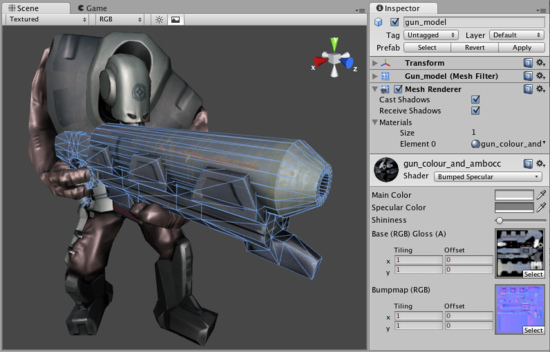 Scene
Game
Textured
RGB
x
z
Inspector
gun_model
Tag
Untagged
Layer
Default
Prefab
Select
Revert
Apply
Transform
Gun_model (Mesh Filter)
Mesh Renderer
Cast Shadows
Receive Shadows
Materials
Size
1
Element 0
gun_colour_and
gun_colour_and_ambocc
Shader
Bumped Specular
Main Color
Specular Color
Shininess
Base (RGB) Gloss (A)
Tiling
Offset
x
1
0
y
1
0
Select
Bumpmap (RGB)
Tiling
Offset
x
1
0
y
1
0
Select